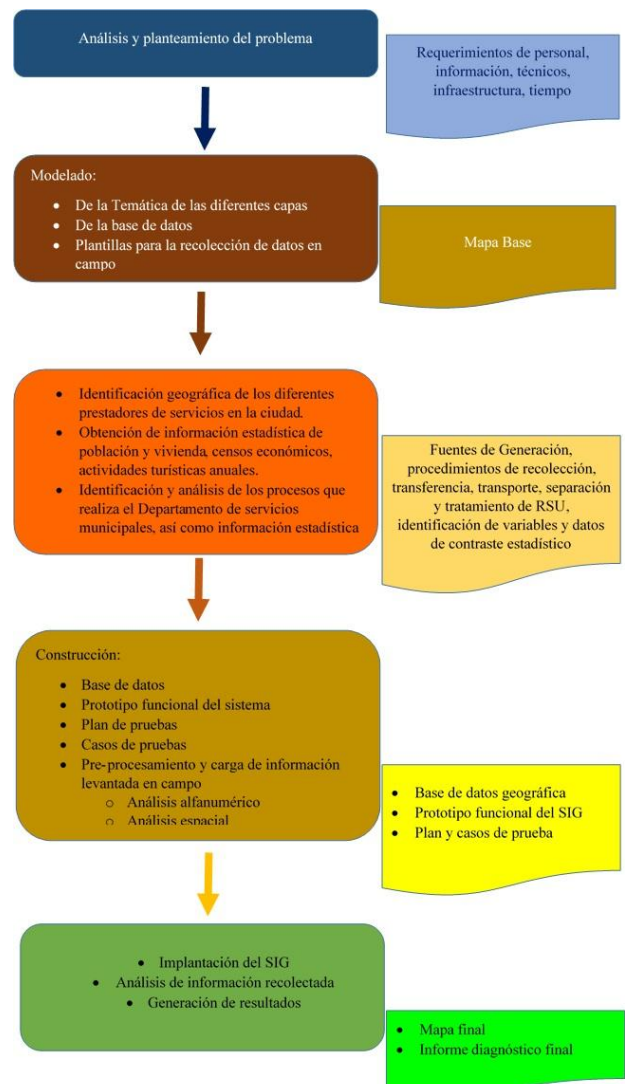 Análisis y planteamiento del problema
Requerimientos de personal,
información, técnicos,
infraestructura, tiempo
Modelado:
• De la Temática de las diferentes capas
• De la base de datos
• Plantillas para la recolección de datos en
campo
Mapa Base
• Identificación geográfica de los diferentes
prestadores de servicios en la ciudad.
• Obtención de información estadística de
población y vivienda, censos económicos,
actividades turísticas anuales.
• Identificación y análisis de los procesos que
realiza el Departamento de servicios
municipales, así como información estadística
Fuentes de Generación,
procedimientos de recolección,
transferencia, transporte, separación
y tratamiento de RSU,
identificación de variables y datos
de contraste estadístico
Construcción:
• Base de datos
• Prototipo funcional del sistema
• Plan de pruebas
• Casos de pruebas
• Pre-procesamiento y carga de información
levantada en campo
o Análisis alfanumérico
o Análisis espacial
• Base de datos geográfica
• Prototipo funcional del SIG
• Plan y casos de prueba
• Implantación del SIG
• Análisis de información recolectada
• Generación de resultados
• Mapa final
• Informe diagnóstico final